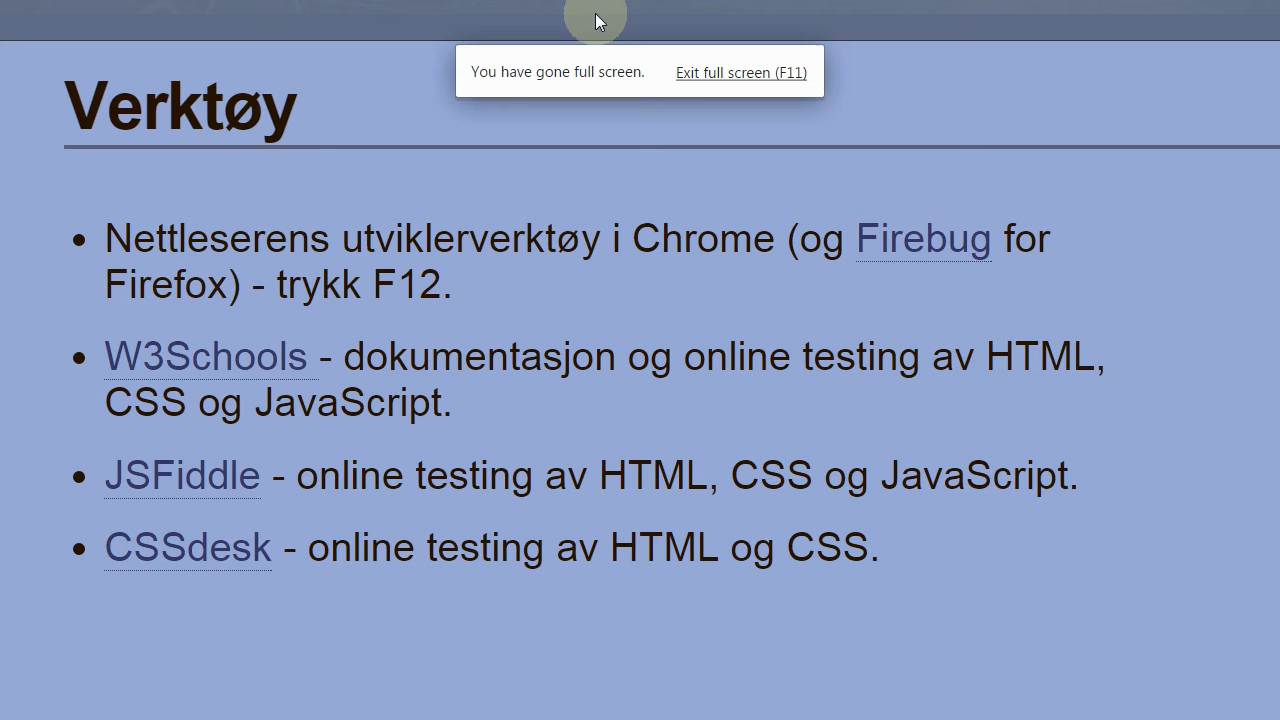 You have gone full screen. Exit full screen (F11)
Verktøy
• Nettleserens utviklerverktøy i Chrome (og Firebug for
Firefox) - trykk F12.
• W3Schools - dokumentasjon og online testing av HTML,
CSS og JavaScript.
• JSFiddle - online testing av HTML, CSS og JavaScript.
• CSSdesk - online testing av HTML og CSS.